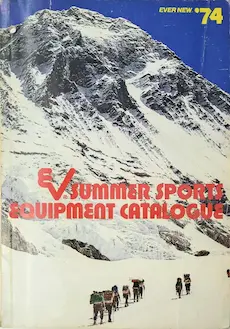 EVER NEW '74
EV SUMMER SPORTS
EQUIPMENT CATALOGUE